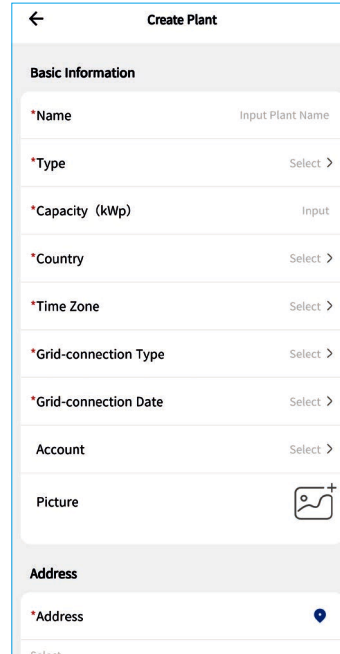 Create Plant
Basic Information
*Name Input Plant Name
*Type Select >
*Capacity (kWp) Input
*Country Select >
*Time Zone Select >
*Grid-connection Type Select >
*Grid-connection Date Select >
Account Select >
Picture
Address
*Address
Select